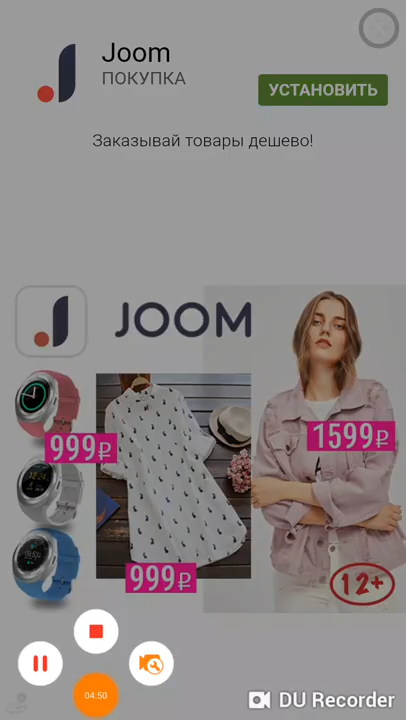 Joom
ПОКУПКА
УСТАНОВИТЬ
Заказывай товары дешево!
JOOM
999₽
1599₽
999₽
12+
04:50
DU Recorder